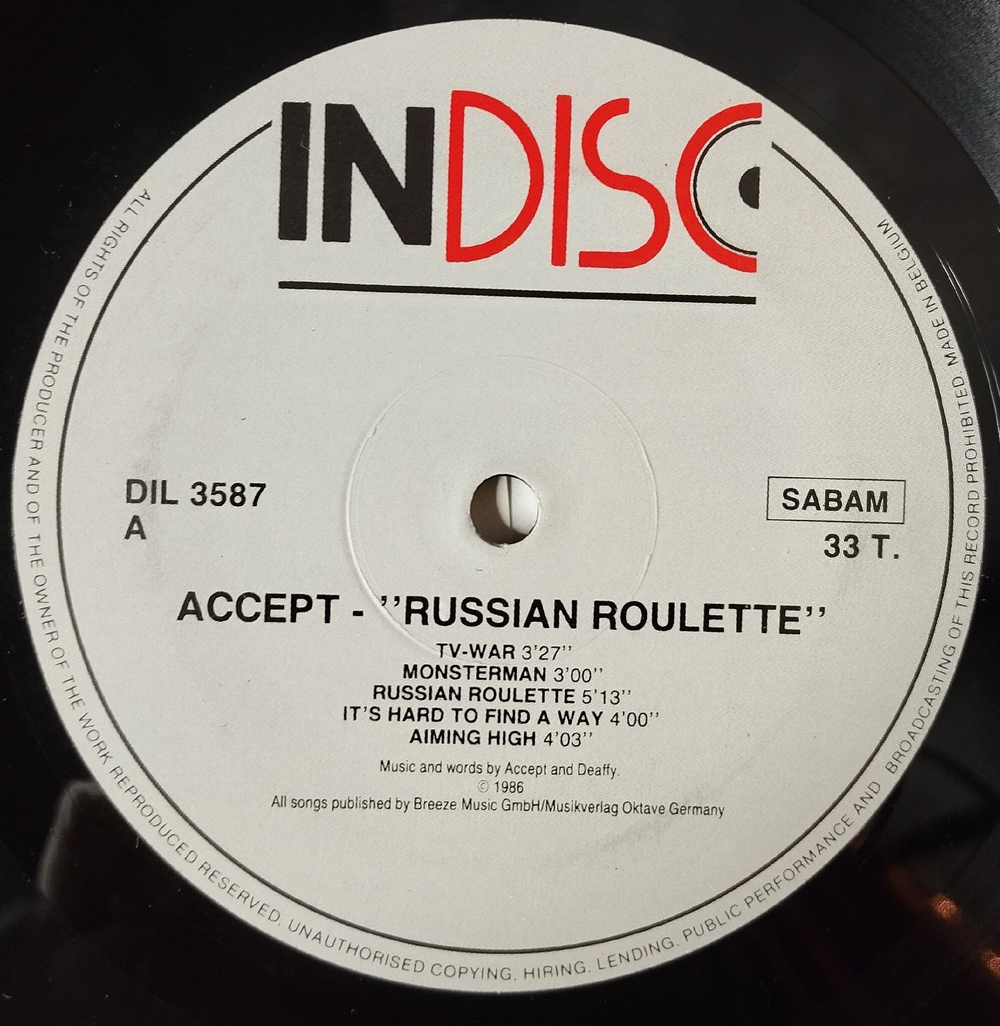 INDISC
DIL 3587
A
SABAM
33 T.
ACCEPT - ’’RUSSIAN ROULETTE’’
TV-WAR 3’27’’
MONSTERMAN 3’00’’
RUSSIAN ROULETTE 5’13’’
IT’S HARD TO FIND A WAY 4’00’’
AIMING HIGH 4’03’’
Music and words by Accept and Deaffy.
© 1986
All songs published by Breeze Music GmbH/Musikverlag Oktave Germany
ALL RIGHTS OF THE PRODUCER AND OF THE OWNER OF THE WORK REPRODUCED RESERVED. UNAUTHORISED COPYING, HIRING. LENDING. PUBLIC PERFORMANCE AND BROADCASTING OF THIS RECORD PROHIBITED. MADE IN BELGIUM